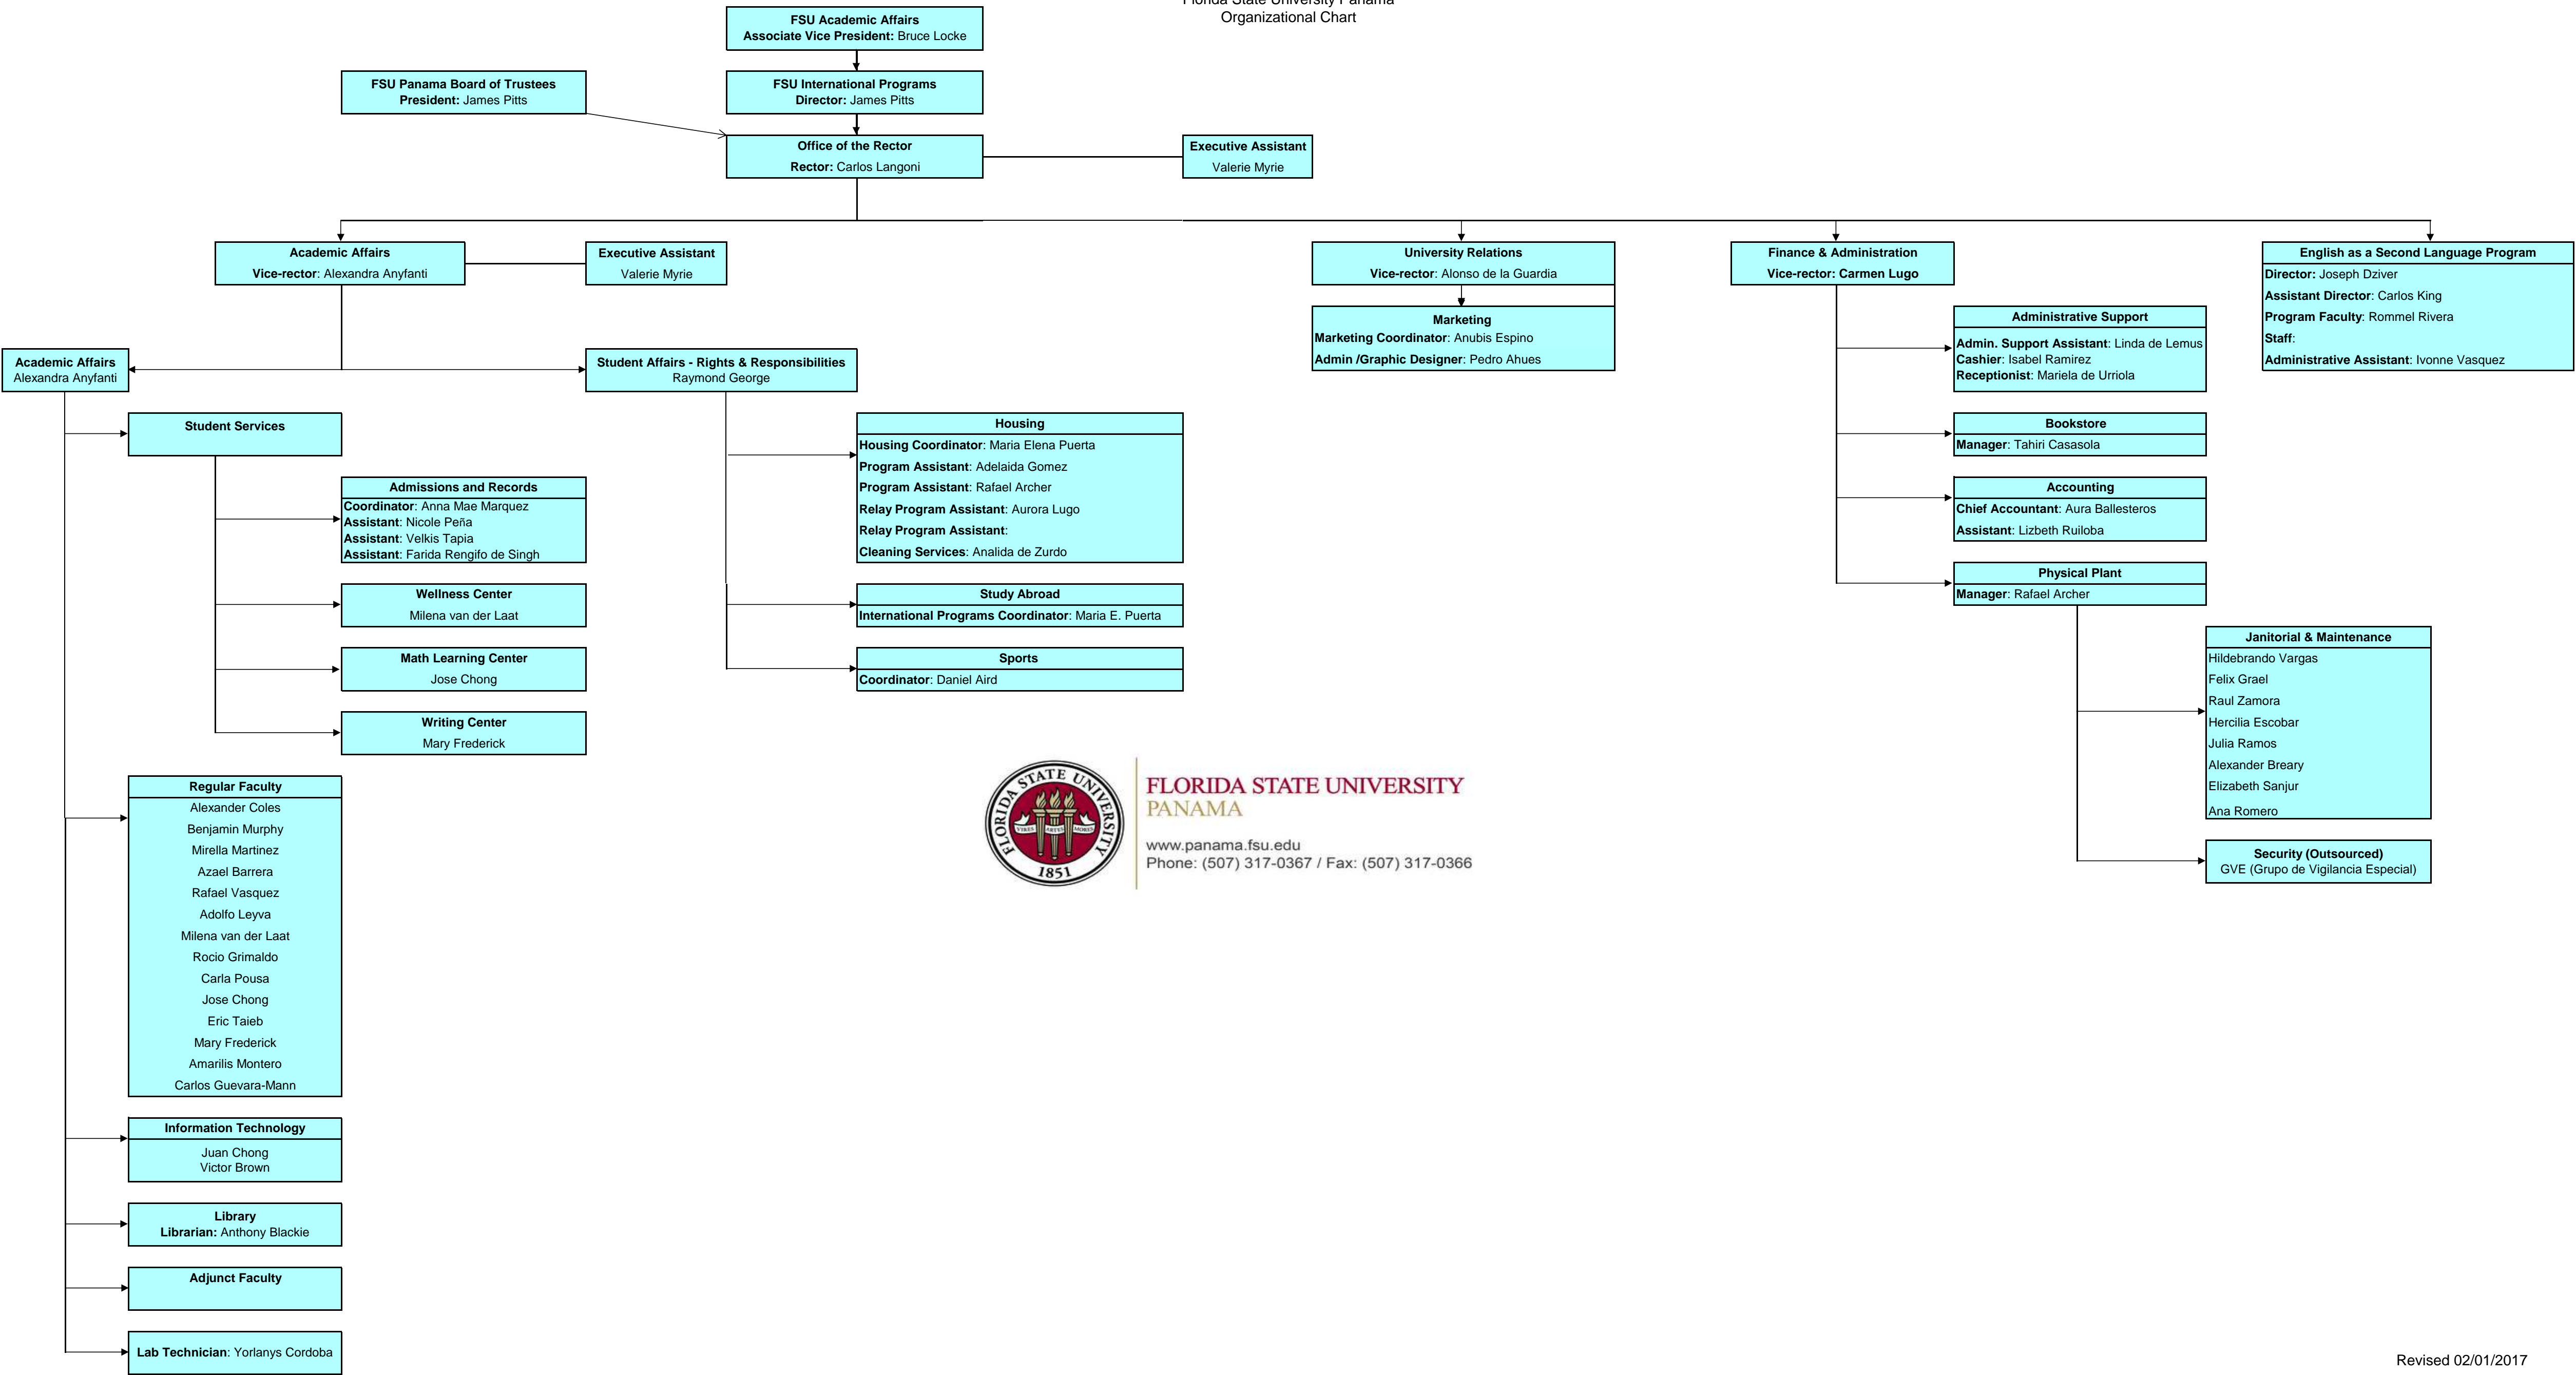 Florida State University Panama
Organizational Chart
FSU Academic Affairs
Associate Vice President: Bruce Locke
FSU Panama Board of Trustees
President: James Pitts
FSU International Programs
Director: James Pitts
Office of the Rector
Rector: Carlos Langoni
Executive Assistant
Valerie Myrie
Academic Affairs
Vice-rector: Alexandra Anyfanti
Executive Assistant
Valerie Myrie
University Relations
Vice-rector: Alonso de la Guardia
Finance & Administration
Vice-rector: Carmen Lugo
English as a Second Language Program
Director: Joseph Dziver
Assistant Director: Carlos King
Program Faculty: Rommel Rivera
Staff:
Administrative Assistant: Ivonne Vasquez
Marketing
Marketing Coordinator: Anubis Espino
Admin /Graphic Designer: Pedro Ahues
Administrative Support
Admin. Support Assistant: Linda de Lemus
Cashier: Isabel Ramirez
Receptionist: Mariela de Urriola
Academic Affairs
Alexandra Anyfanti
Student Affairs - Rights & Responsibilities
Raymond George
Student Services
Housing
Housing Coordinator: Maria Elena Puerta
Program Assistant: Adelaida Gomez
Program Assistant: Rafael Archer
Relay Program Assistant: Aurora Lugo
Relay Program Assistant:
Cleaning Services: Analida de Zurdo
Bookstore
Manager: Tahiri Casasola
Admissions and Records
Coordinator: Anna Mae Marquez
Assistant: Nicole Peña
Assistant: Velkis Tapia
Assistant: Farida Rengifo de Singh
Accounting
Chief Accountant: Aura Ballesteros
Assistant: Lizbeth Ruiloba
Wellness Center
Milena van der Laat
Study Abroad
International Programs Coordinator: Maria E. Puerta
Physical Plant
Manager: Rafael Archer
Math Learning Center
Jose Chong
Sports
Coordinator: Daniel Aird
Janitorial & Maintenance
Hildebrando Vargas
Felix Grael
Raul Zamora
Hercilia Escobar
Julia Ramos
Alexander Breary
Elizabeth Sanjur
Ana Romero
Writing Center
Mary Frederick
FLORIDA STATE UNIVERSITY
VIRES ARTES MORES
1851
FLORIDA STATE UNIVERSITY
PANAMA
www.panama.fsu.edu
Phone: (507) 317-0367 / Fax: (507) 317-0366
Security (Outsourced)
GVE (Grupo de Vigilancia Especial)
Regular Faculty
Alexander Coles
Benjamin Murphy
Mirella Martinez
Azael Barrera
Rafael Vasquez
Adolfo Leyva
Milena van der Laat
Rocio Grimaldo
Carla Pousa
Jose Chong
Eric Taieb
Mary Frederick
Amarilis Montero
Carlos Guevara-Mann
Information Technology
Juan Chong
Victor Brown
Library
Librarian: Anthony Blackie
Adjunct Faculty
Lab Technician: Yorlanys Cordoba
Revised 02/01/2017